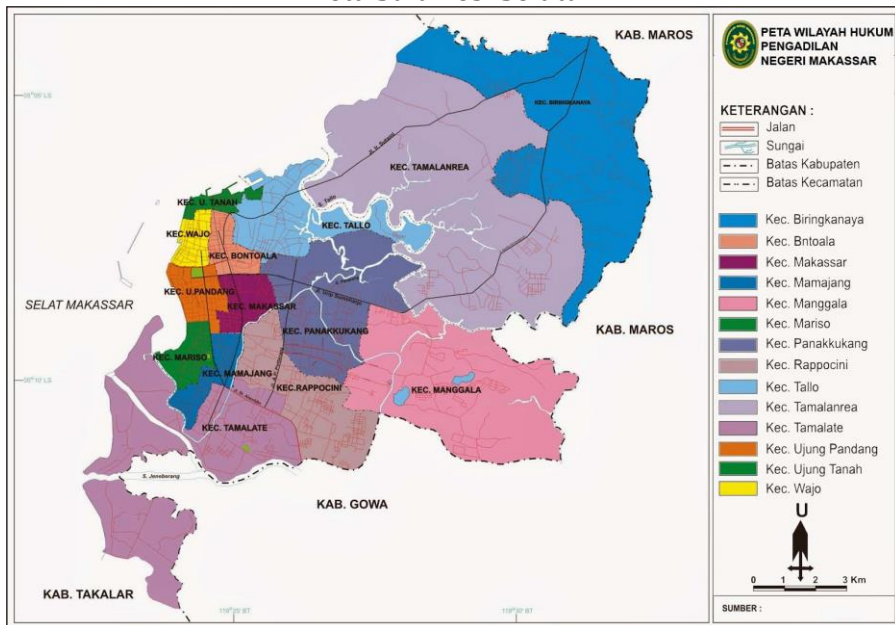 KAB. MAROS
PETA WILAYAH HUKUM
PENGADILAN
NEGERI MAKASSAR
KEC. BIRINGKANAYA
KETERANGAN :
Jalan
Sungai
Batas Kabupaten
Batas Kecamatan
KEC. TAMALANREA
KEC. U. TANAH
S. Tallo
KEC. TALLO
KEC.WAJO
KEC. BONTOALA
KEC. U.PANDANG
KEC. MAKASSAR
SELAT MAKASSAR
KEC. PANAKKUKANG
KAB. MAROS
KEC. MARISO
KEC. MAMAJANG
KEC.RAPPOCINI
KEC. MANGGALA
KEC. TAMALATE
S. Jeneberang
KAB. GOWA
KAB. TAKALAR
Kec. Biringkanaya
Kec. Bntoala
Kec. Makassar
Kec. Mamajang
Kec. Manggala
Kec. Mariso
Kec. Panakkukang
Kec. Rappocini
Kec. Tallo
Kec. Tamalanrea
Kec. Tamalate
Kec. Ujung Pandang
Kec. Ujung Tanah
Kec. Wajo
U
0 1 2 3 Km
SUMBER :